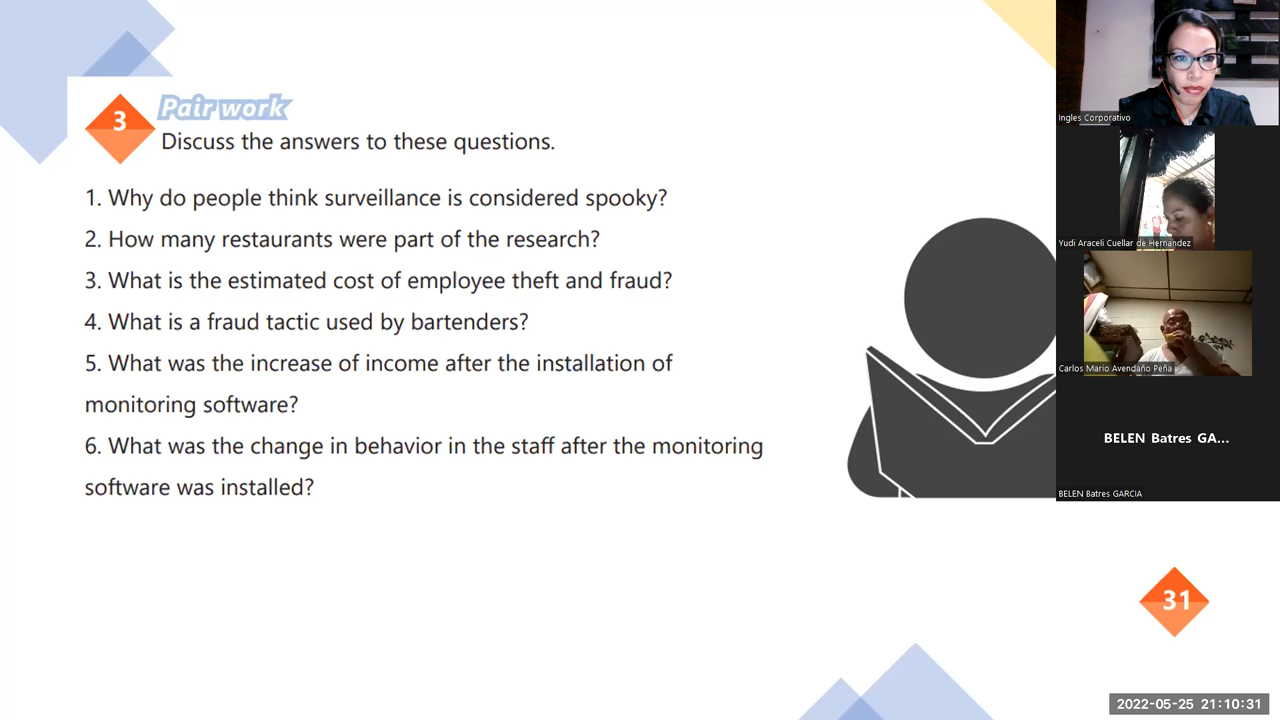 3
Pair work
Discuss the answers to these questions.
1. Why do people think surveillance is considered spooky?
2. How many restaurants were part of the research?
3. What is the estimated cost of employee theft and fraud?
4. What is a fraud tactic used by bartenders?
5. What was the increase of income after the installation of
monitoring software?
6. What was the change in behavior in the staff after the monitoring
software was installed?
31
Ingles Corporativo
Yudi Araceli Cuellar de Hernandez
Carlos Mario Avendaño Peña
BELEN Batres GA...
BELEN Batres GARCIA
2022-05-25 21:10:31